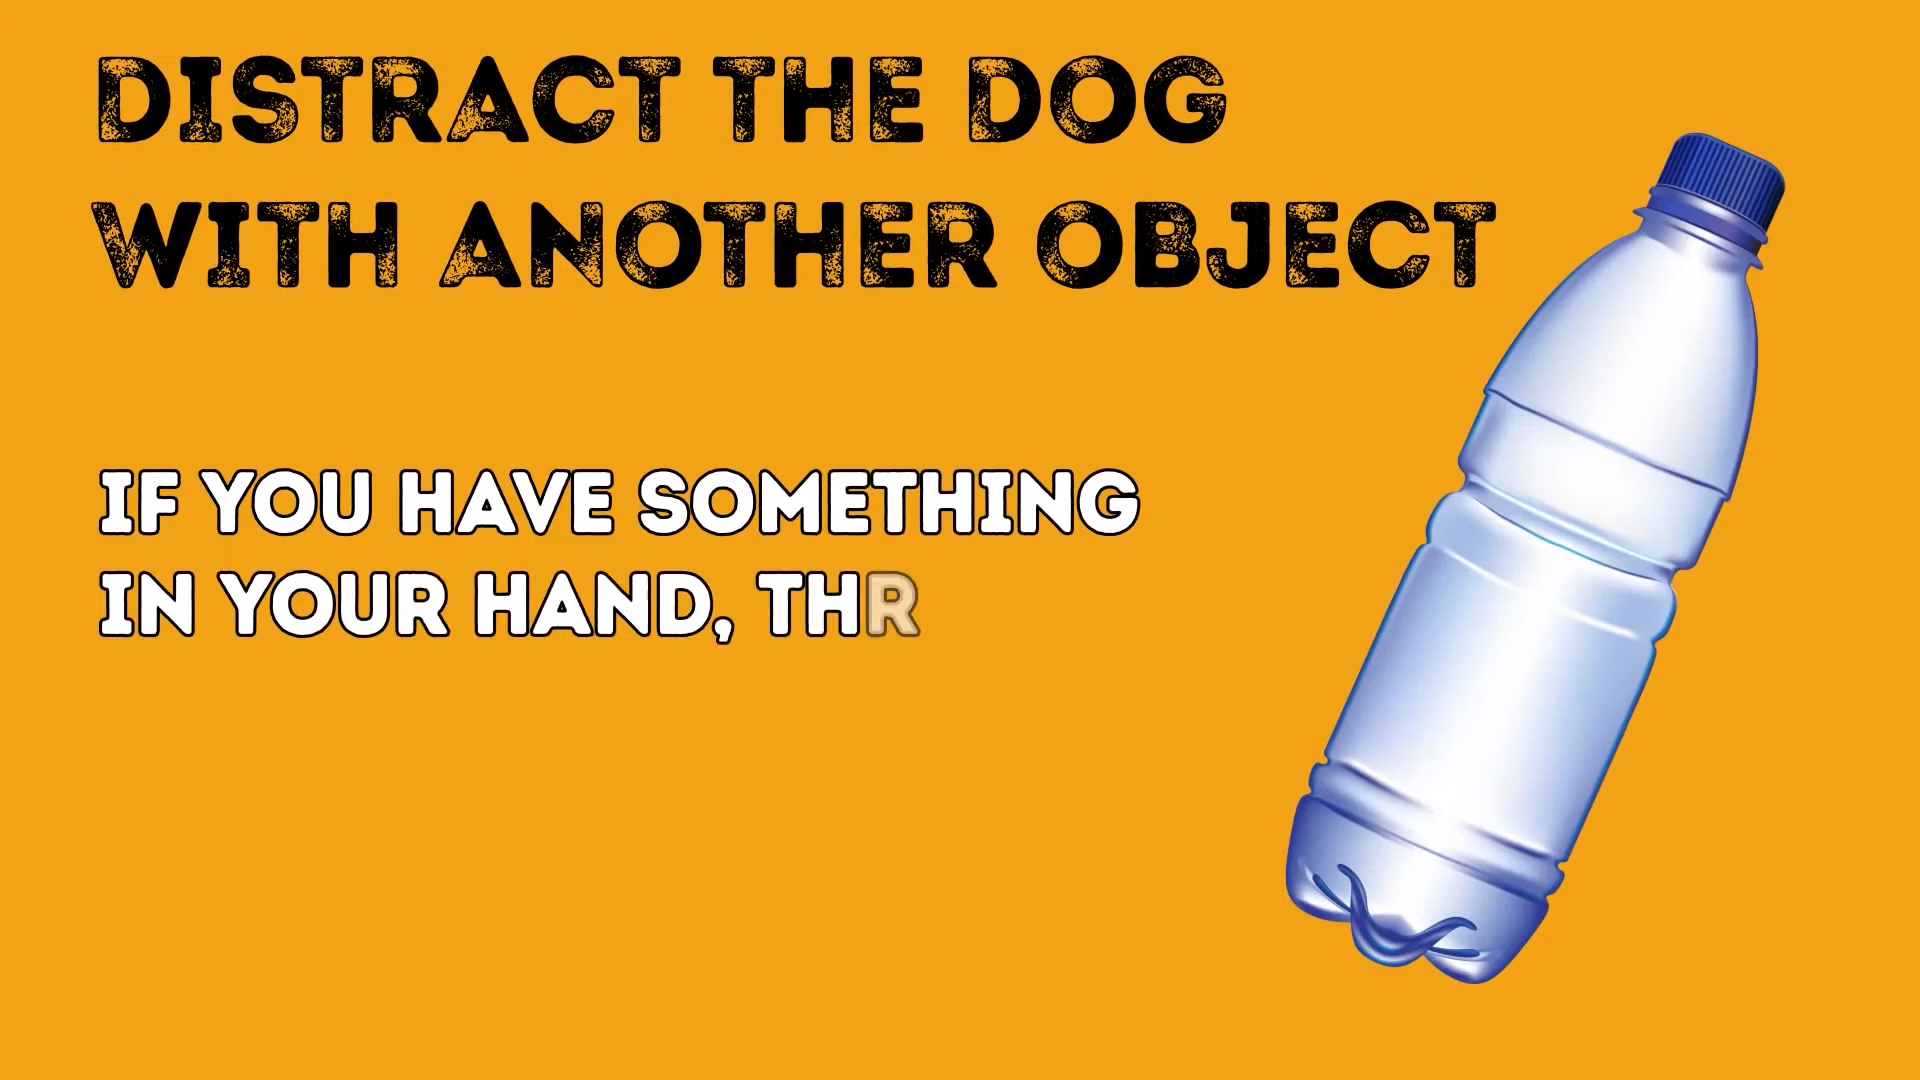 DISTRACT THE DOG
WITH ANOTHER OBJECT
IF YOU HAVE SOMETHING
IN YOUR HAND, THR